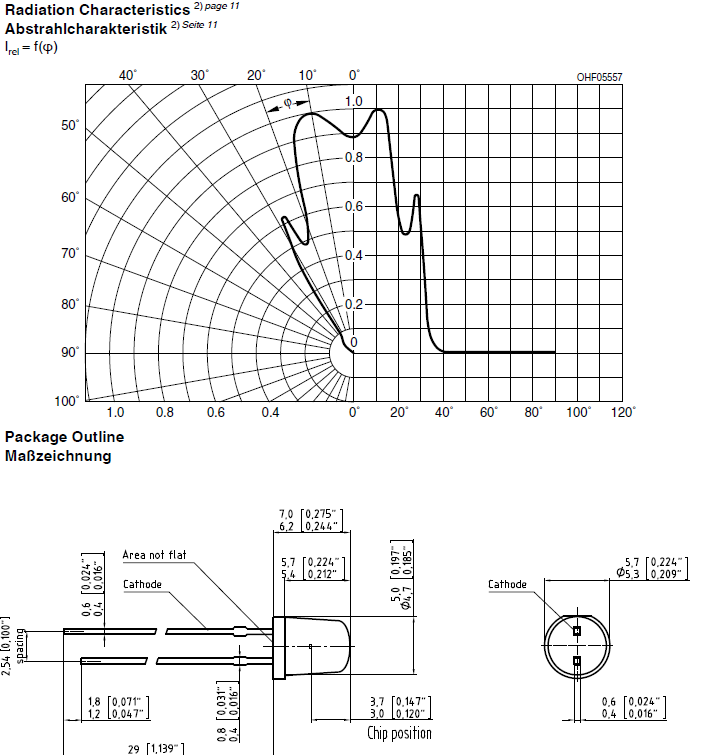 Radiation Characteristics 2) page 11
Abstrahlcharakteristik 2) Seite 11
Irel = f(φ)
40° 30° 20° 10° 0° OHF05557
φ
50°
60°
70°
80°
90°
100°
1.0
0.8
0.6
0.4
0.2
0
1.0 0.8 0.6 0.4 0° 20° 40° 60° 80° 100° 120°
Package Outline
Maßzeichnung
7,0 [0,275"]
6,2 [0,244"]
Area not flat
5,7 [0,224"]
5,4 [0,212"]
Cathode
0,6 [0,024"]
0,4 [0,016"]
5,0 [0,197"]
Ø4,7 [0,185"]
5,7 [0,224"]
Ø5,3 [0,209"]
Cathode
2,54 [0,100"]
spacing
1,8 [0,071"]
1,2 [0,047"]
0,8 [0,031"]
0,4 [0,016"]
3,7 [0,147"]
3,0 [0,120"]
Chip position
0,6 [0,024"]
0,4 [0,016"]
29 [1,139"]